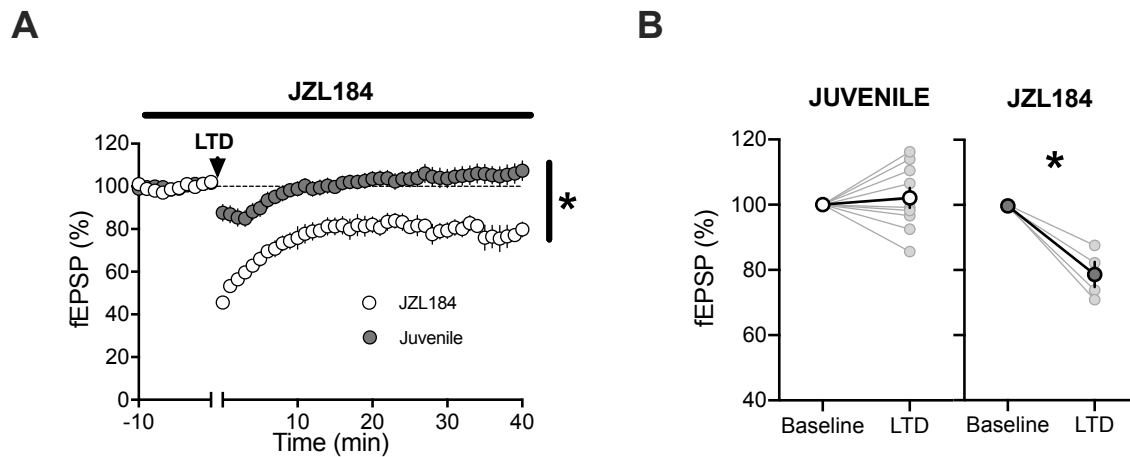 A
JZL184
LTD
fEPSP (%)
120
100
80
60
40
20
0
-10
10
20
30
40
Time (min)
JZL184
Juvenile
*
B
JUVENILE
JZL184
fEPSP (%)
120
100
80
60
40
*
Baseline
LTD
Baseline
LTD